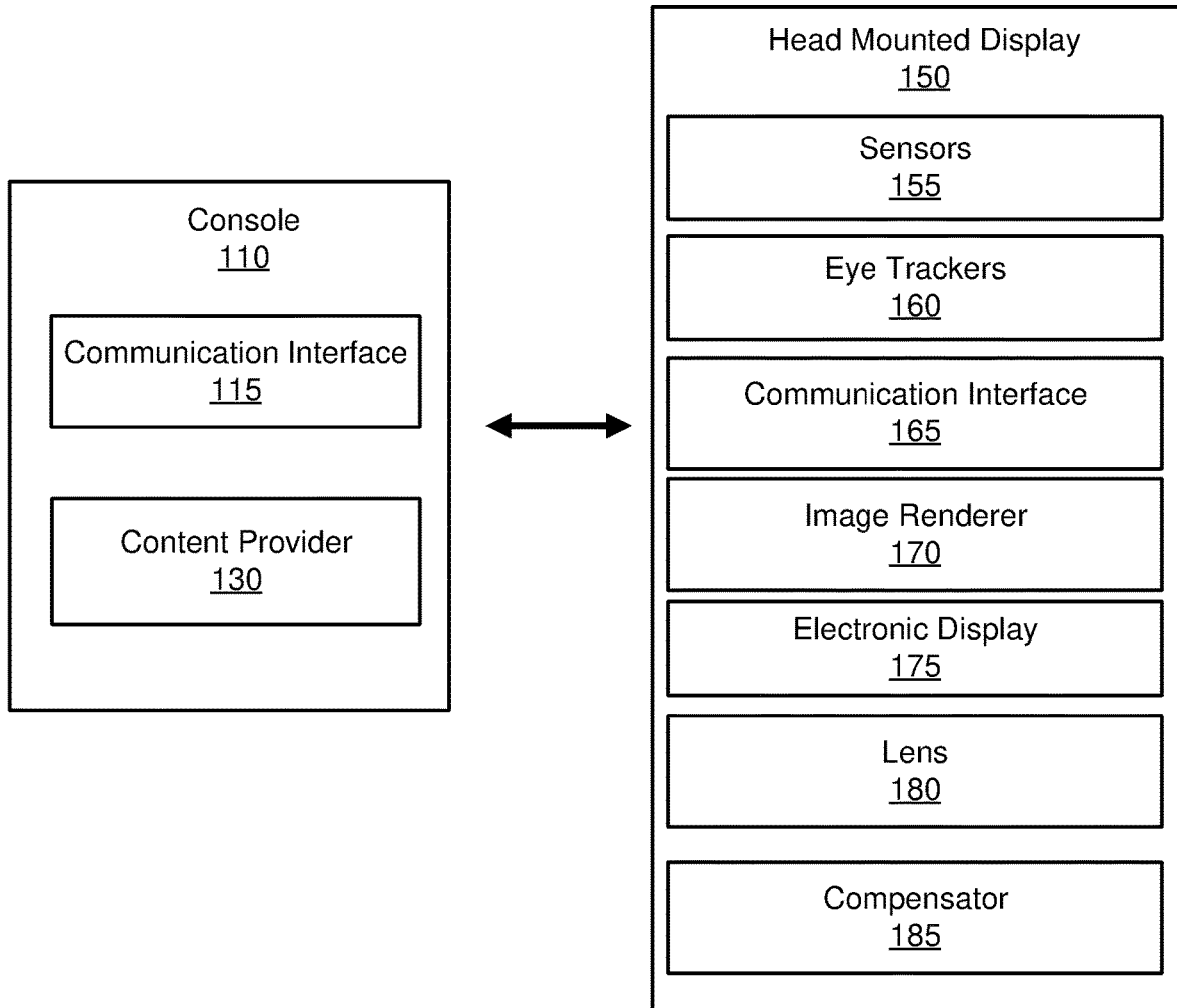 Console
110
Communication Interface
115
Content Provider
130
Head Mounted Display
150
Sensors
155
Eye Trackers
160
Communication Interface
165
Image Renderer
170
Electronic Display
175
Lens
180
Compensator
185